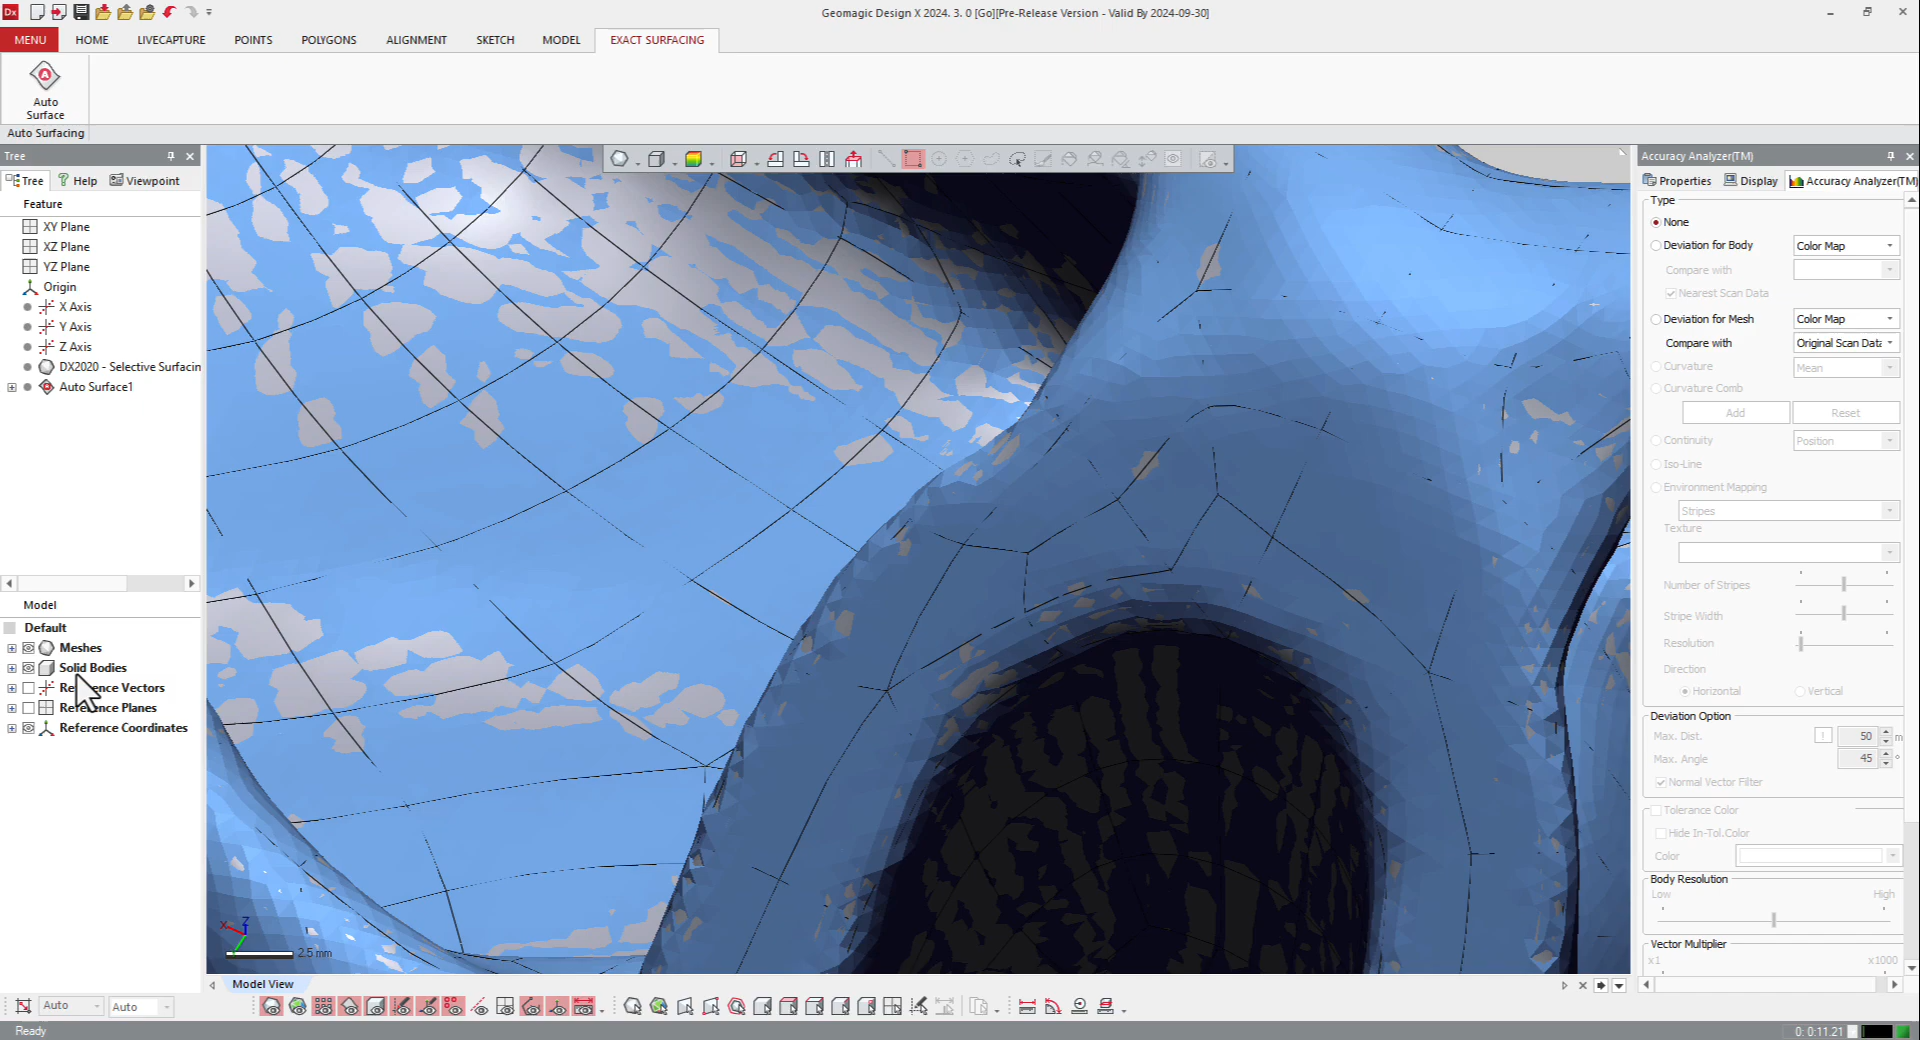 Dx
Geomagic Design X 2024. 3. 0 [Go][Pre-Release Version - Valid By 2024-09-30]
MENU HOME LIVECAPTURE POINTS POLYGONS ALIGNMENT SKETCH MODEL EXACT SURFACING
Auto
Surface
Auto Surfacing
Tree
Tree Help Viewpoint
Feature
XY Plane
XZ Plane
YZ Plane
Origin
X Axis
Y Axis
Z Axis
DX2020 - Selective Surfacin
Auto Surface1
Model
Default
Meshes
Solid Bodies
Reference Vectors
Reference Planes
Reference Coordinates
X Z
2.5 mm
Model View
Auto Auto
Ready
Accuracy Analyzer(TM)
Properties Display Accuracy Analyzer(TM)
Type
None
Deviation for Body Color Map
Compare with
Nearest Scan Data
Deviation for Mesh Color Map
Compare with Original Scan Data
Curvature Mean
Curvature Comb
Add Reset
Continuity Position
Iso-Line
Environment Mapping
Stripes
Texture
Number of Stripes
Stripe Width
Resolution
Direction
Horizontal Vertical
Deviation Option
Max. Dist. ! 50 m
Max. Angle 45 °
Normal Vector Filter
Tolerance Color
Hide In-Tol.Color
Color
Body Resolution
Low High
Vector Multiplier
x1 x1000
0: 0:11.21